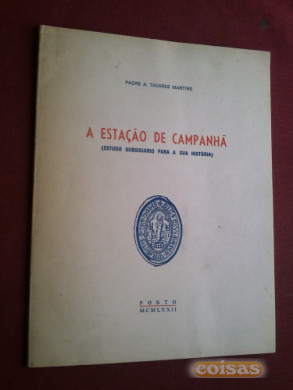 PADRE A. TAVARES MARTINS
A ESTAÇÃO DE CAMPANHÃ
(ESTUDO SUBSIDIÁRIO PARA A SUA HISTÓRIA)
PORTO
MCMLXXII
coisas